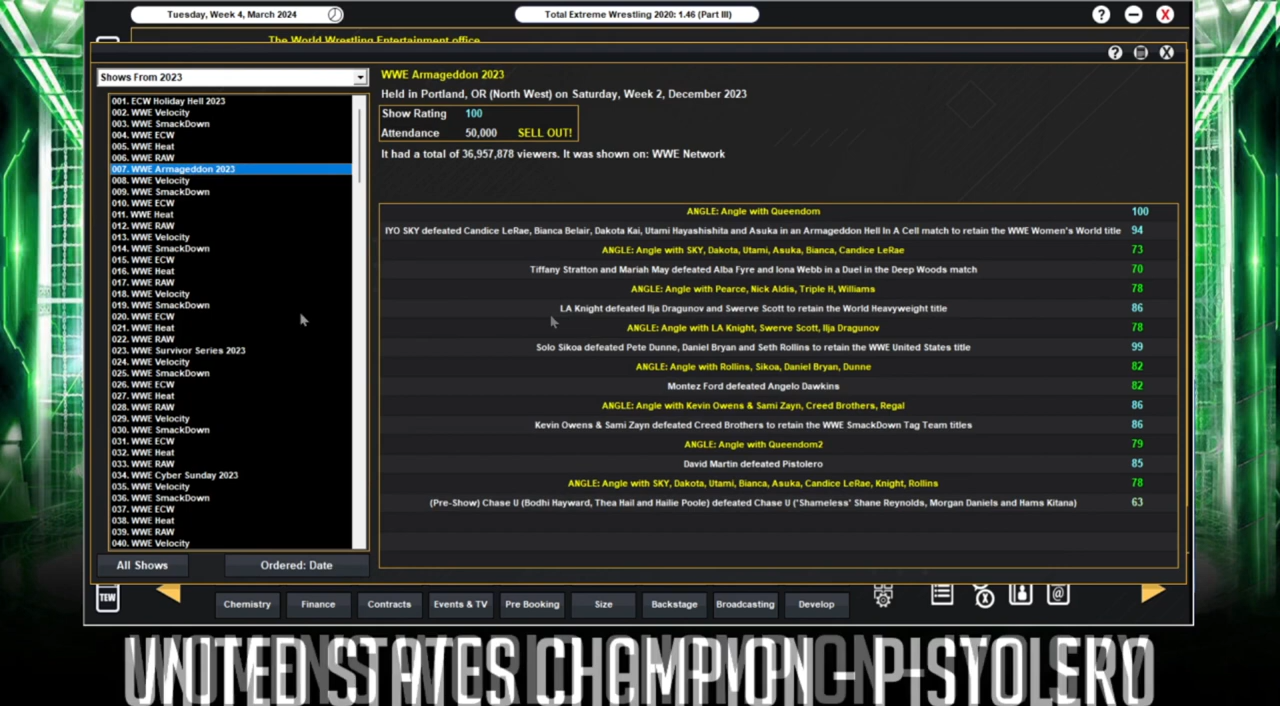 Tuesday, Week 4, March 2024
Total Extreme Wrestling 2020: 1.46 (Part III)
The World Wrestling Entertainment office
Shows From 2023
001. ECW Holiday Hell 2023
002. WWE Velocity
003. WWE SmackDown
004. WWE ECW
005. WWE Heat
006. WWE RAW
007. WWE Armageddon 2023
008. WWE Velocity
009. WWE SmackDown
010. WWE ECW
011. WWE Heat
012. WWE RAW
013. WWE Velocity
014. WWE SmackDown
015. WWE ECW
016. WWE Heat
017. WWE RAW
018. WWE Velocity
019. WWE SmackDown
020. WWE ECW
021. WWE Heat
022. WWE RAW
023. WWE Survivor Series 2023
024. WWE Velocity
025. WWE SmackDown
026. WWE ECW
027. WWE Heat
028. WWE RAW
029. WWE Velocity
030. WWE SmackDown
031. WWE ECW
032. WWE Heat
033. WWE RAW
034. WWE Cyber Sunday 2023
035. WWE Velocity
036. WWE SmackDown
037. WWE ECW
038. WWE Heat
039. WWE RAW
040. WWE Velocity
All Shows
Ordered: Date
WWE Armageddon 2023
Held in Portland, OR (North West) on Saturday, Week 2, December 2023
Show Rating 100
Attendance 50,000 SELL OUT!
It had a total of 36,957,878 viewers. It was shown on: WWE Network
ANGLE: Angle with Queendom 100
IYO SKY defeated Candice LeRae, Bianca Belair, Dakota Kai, Utami Hayashishita and Asuka in an Armageddon Hell In A Cell match to retain the WWE Women's World title 94
ANGLE: Angle with SKY, Dakota, Utami, Asuka, Bianca, Candice LeRae 73
Tiffany Stratton and Mariah May defeated Alba Fyre and Iona Webb in a Duel in the Deep Woods match 70
ANGLE: Angle with Pearce, Nick Aldis, Triple H, Williams 78
LA Knight defeated Ilja Dragunov and Swerve Scott to retain the World Heavyweight title 86
ANGLE: Angle with LA Knight, Swerve Scott, Ilja Dragunov 78
Solo Sikoa defeated Pete Dunne, Daniel Bryan and Seth Rollins to retain the WWE United States title 99
ANGLE: Angle with Rollins, Sikoa, Daniel Bryan, Dunne 82
Montez Ford defeated Angelo Dawkins 82
ANGLE: Angle with Kevin Owens & Sami Zayn, Creed Brothers, Regal 86
Kevin Owens & Sami Zayn defeated Creed Brothers to retain the WWE SmackDown Tag Team titles 86
ANGLE: Angle with Queendom2 79
David Martin defeated Pistolero 85
ANGLE: Angle with SKY, Dakota, Utami, Bianca, Asuka, Candice LeRae, Knight, Rollins 78
(Pre-Show) Chase U (Bodhi Hayward, Thea Hail and Hailie Poole) defeated Chase U ('Shameless' Shane Reynolds, Morgan Daniels and Hams Kitana) 63
TEW
Chemistry
Finance
Contracts
Events & TV
Pre Booking
Size
Backstage
Broadcasting
Develop
UNITED STATES CHAMPION - PISTOLERO